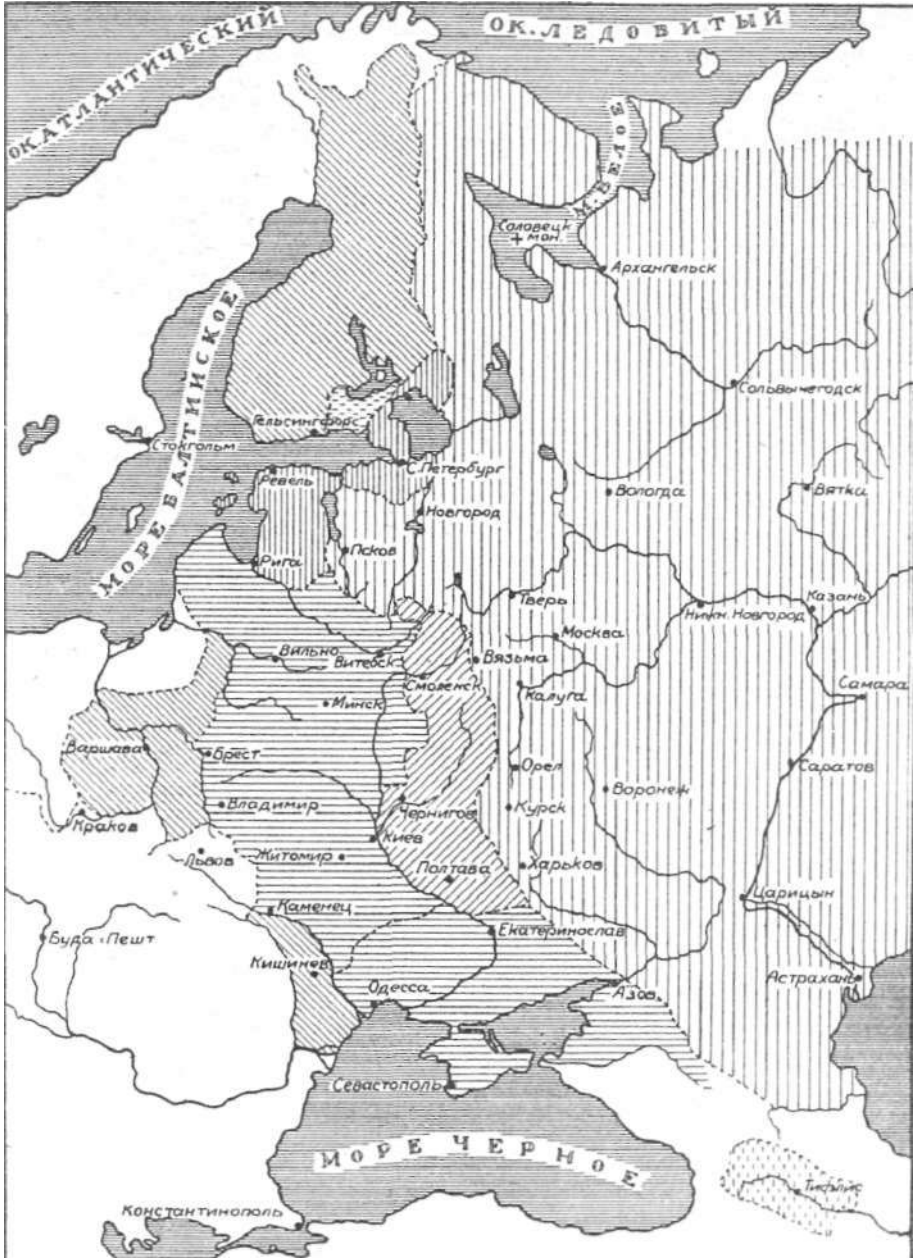 ОК. АТЛАНТИЧЕСКИЙ
ОК. ЛЕДОВИТЫЙ
М. БЕЛОЕ
Соловецк
мон.
Архангельск
Сольвычегодск
МОРЕ БАЛТИЙСКОЕ
Гельсингфорс
Стокгольм
С. Петербург
Ревель
Вологда
Вятка
Новгород
Псков
Рига
Тверь
Нижн. Новгород
Казань
Москва
Вильно
Витебск
Вязьма
Смоленск
Калуга
Самара
Минск
Варшава
Брест
Орел
Саратов
Воронеж
Владимир
Чернигов
Курск
Краков
Киев
Львов
Житомир
Полтава
Харьков
Царицын
Каменец
Екатеринослав
Буда-Пешт
Кишинев
Астрахань
Одесса
Азов
Севастополь
МОРЕ ЧЕРНОЕ
Тифлис
Константинополь